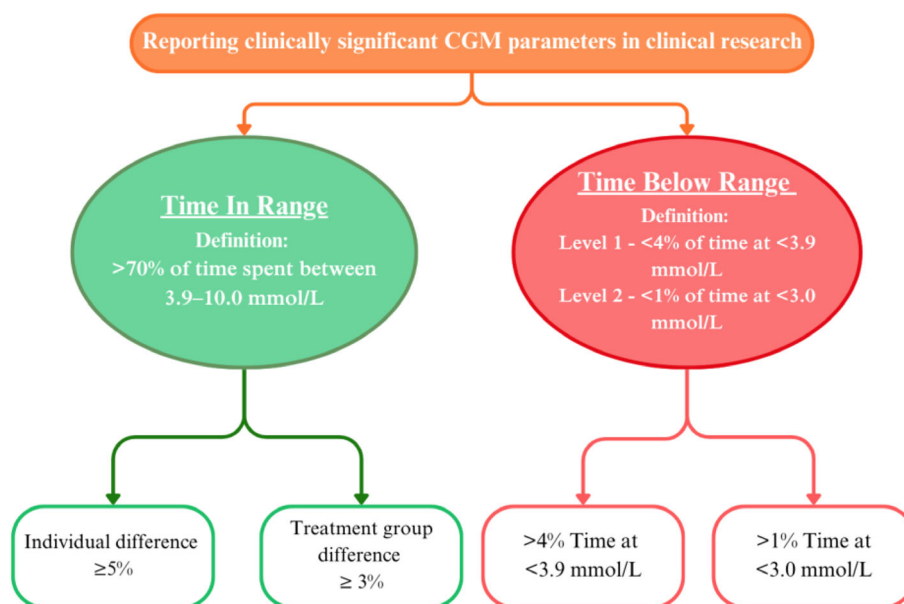 Reporting clinically significant CGM parameters in clinical research
Time In Range
Definition:
>70% of time spent between
3.9–10.0 mmol/L
Time Below Range
Definition:
Level 1 - <4% of time at <3.9
mmol/L
Level 2 - <1% of time at <3.0
mmol/L
Individual difference
≥5%
Treatment group
difference
≥ 3%
>4% Time at
<3.9 mmol/L
>1% Time at
<3.0 mmol/L